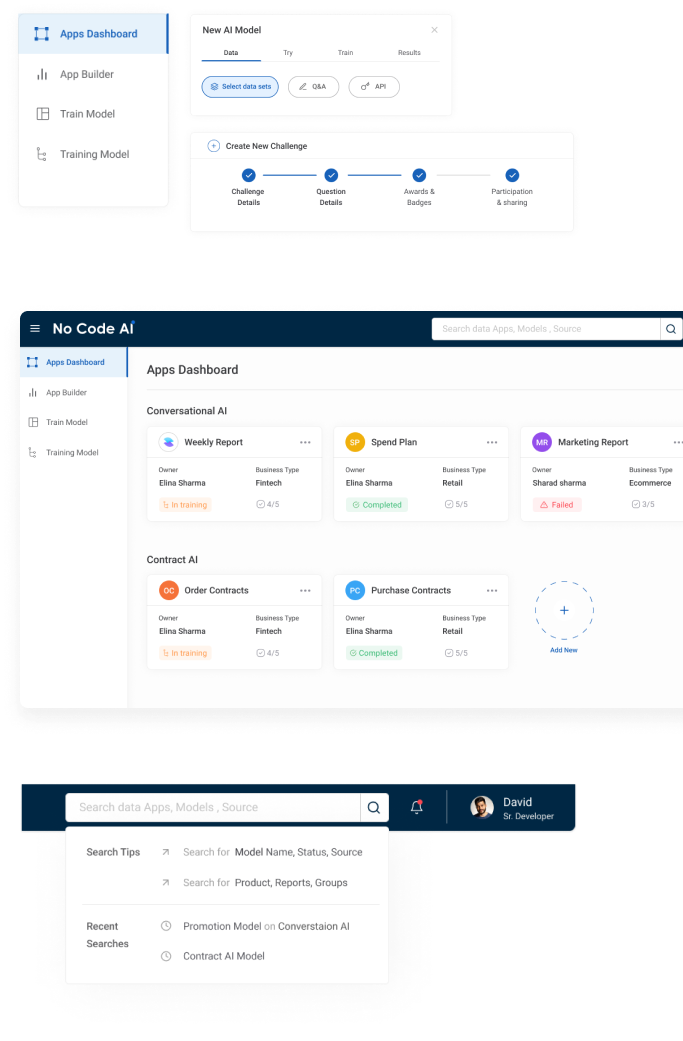 Apps Dashboard
App Builder
Train Model
Training Model
New AI Model
Data Try Train Results
Select data sets Q&A API
Create New Challenge
Challenge Details
Question Details
Awards & Badges
Participation & sharing
No Code AI
Search data Apps, Models , Source
Apps Dashboard
App Builder
Train Model
Training Model
Apps Dashboard
Conversational AI
Weekly Report
Owner Business Type
Elina Sharma Fintech
In training 4/5
SP Spend Plan
Owner Business Type
Elina Sharma Retail
Completed 5/5
MR Marketing Report
Owner Business Type
Sharad sharma Ecommerce
Failed 3/5
Contract AI
OC Order Contracts
Owner Business Type
Elina Sharma Fintech
In training 4/5
PC Purchase Contracts
Owner Business Type
Elina Sharma Retail
Completed 5/5
Add New
Search data Apps, Models , Source
David
Sr. Developer
Search Tips
Search for Model Name, Status, Source
Search for Product, Reports, Groups
Recent Searches
Promotion Model on Converstaion AI
Contract AI Model